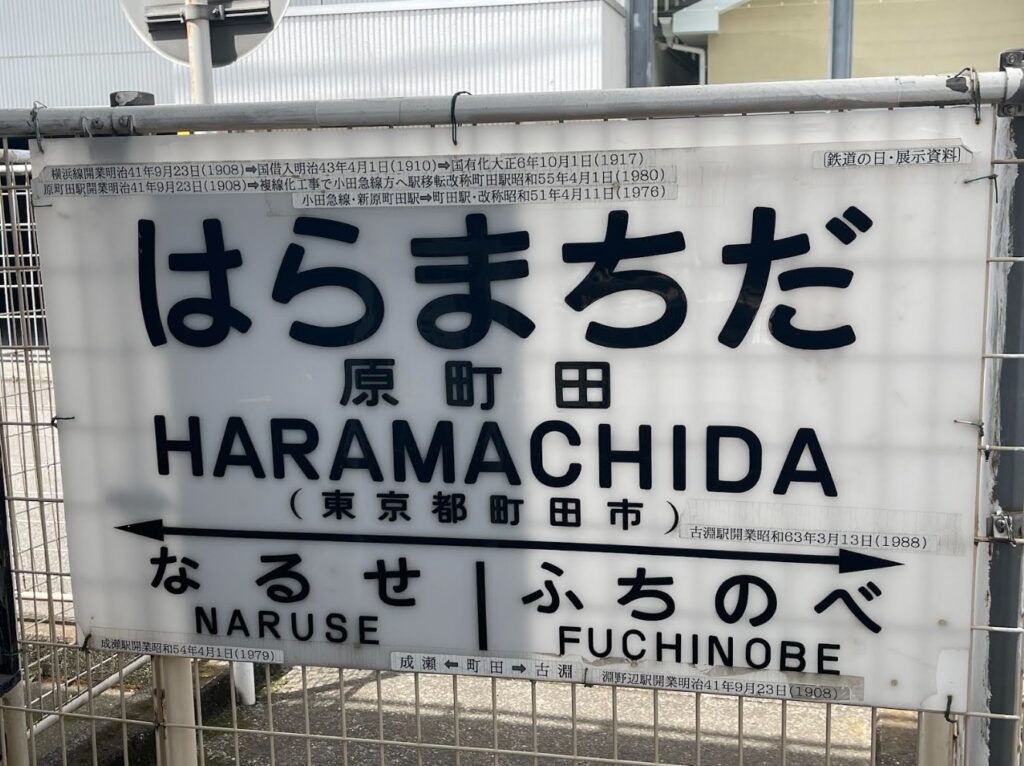 横浜線開業明治41年9月23日(1908)➡国借入明治43年4月1日(1910)➡国有化大正6年10月1日(1917)
原町田駅開業明治41年9月23日(1908)➡複線化工事で小田急線方へ駅移転改称町田駅昭和55年4月1日(1980)
小田急線・新原町田駅➡町田駅・改称昭和51年4月11日(1976)
〔鉄道の日・展示資料〕
はらまちだ
原町田
HARAMACHIDA
(東京都町田市)
古淵駅開業昭和63年3月13日(1988)
なるせ
ふちのべ
NARUSE
FUCHINOBE
成瀬駅開業昭和54年4月1日(1979)
成瀬⬅町田➡古淵
淵野辺駅開業明治41年9月23日(1908)